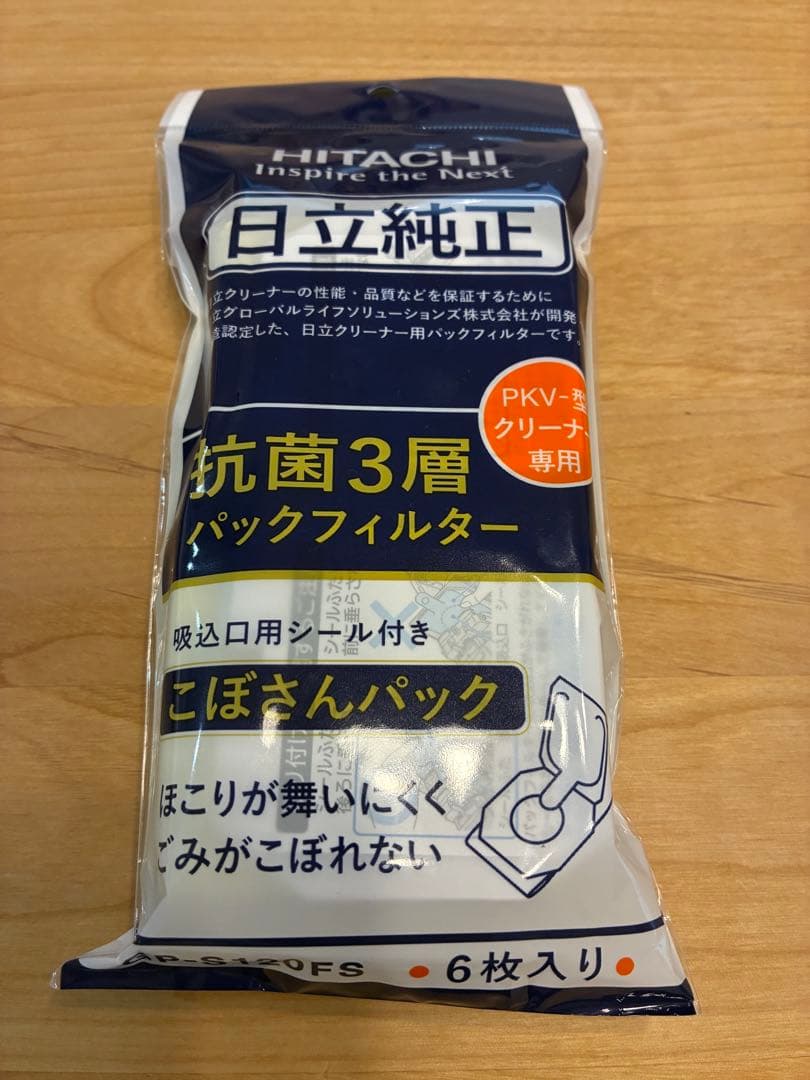 HITACHI
Inspire the Next
日立純正
立クリーナーの性能・品質などを保証するために
立グローバルライフソリューションズ株式会社が開発
認定した、日立クリーナー用パックフィルターです。
PKV-型
クリーナー
専用
抗菌3層
パックフィルター
吸込口用シール付き
こぼさんパック
ほこりが舞いにくく
ごみがこぼれない
P-S120FS ●6枚入り●